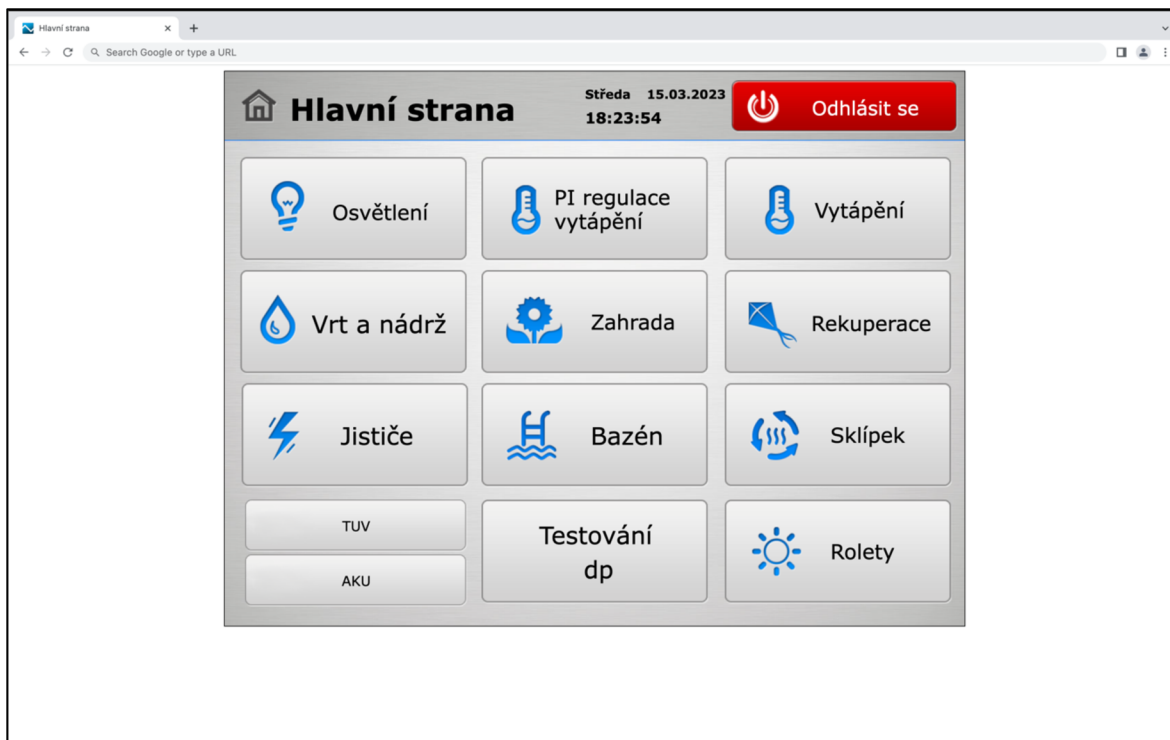 Hlavní strana
Search Google or type a URL
Hlavní strana
Středa 15.03.2023
18:23:54
Odhlásit se
Osvětlení
PI regulace
vytápění
Vytápění
Vrt a nádrž
Zahrada
Rekuperace
Jističe
Bazén
Sklípek
TUV
AKU
Testování
dp
Rolety